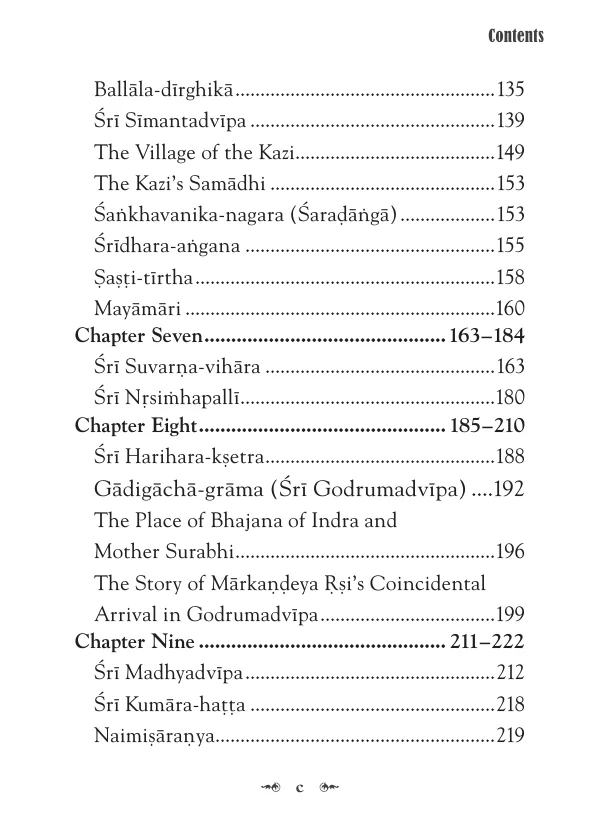 Contents
Ballāla-dīrghikā....................................................135
Śrī Sīmantadvīpa .................................................139
The Village of the Kazi........................................149
The Kazi’s Samādhi .............................................153
Śaṅkhavanika-nagara (Śaraḍāṅgā)...................153
Śrīdhara-aṅgana ..................................................155
Ṣaṣṭi-tīrtha............................................................158
Mayāmāri ..............................................................160
Chapter Seven............................................. 163–184
Śrī Suvarṇa-vihāra ..............................................163
Śrī Nṛsiṁhapallī...................................................180
Chapter Eight.............................................. 185–210
Śrī Harihara-kṣetra..............................................188
Gādigāchā-grāma (Śrī Godrumadvīpa) ....192
The Place of Bhajana of Indra and
Mother Surabhi....................................................196
The Story of Mārkaṇḍeya Ṛṣi’s Coincidental
Arrival in Godrumadvīpa...................................199
Chapter Nine .............................................. 211–222
Śrī Madhyadvīpa..................................................212
Śrī Kumāra-haṭṭa .................................................218
Naimiṣāraṇya........................................................219
c